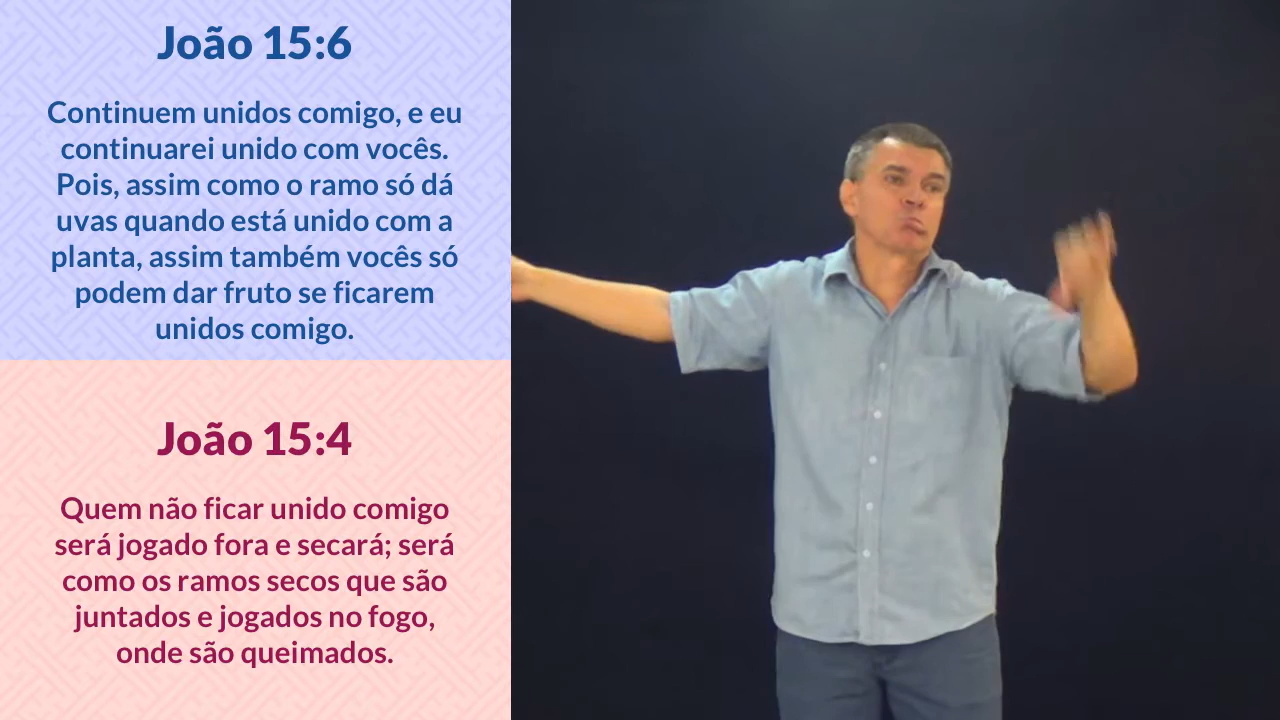 João 15:6
Continuem unidos comigo, e eu
continuarei unido com vocês.
Pois, assim como o ramo só dá
uvas quando está unido com a
planta, assim também vocês só
podem dar fruto se ficarem
unidos comigo.
João 15:4
Quem não ficar unido comigo
será jogado fora e secará; será
como os ramos secos que são
juntados e jogados no fogo,
onde são queimados.